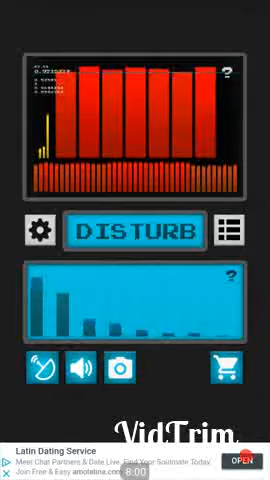 ?
DISTURB
?
VidTrim
Latin Dating Service
Meet Chat Partners & Date Live. Find Your Soulmate Today.
Join Free & Easy amolatina.com
OPEN
8:00